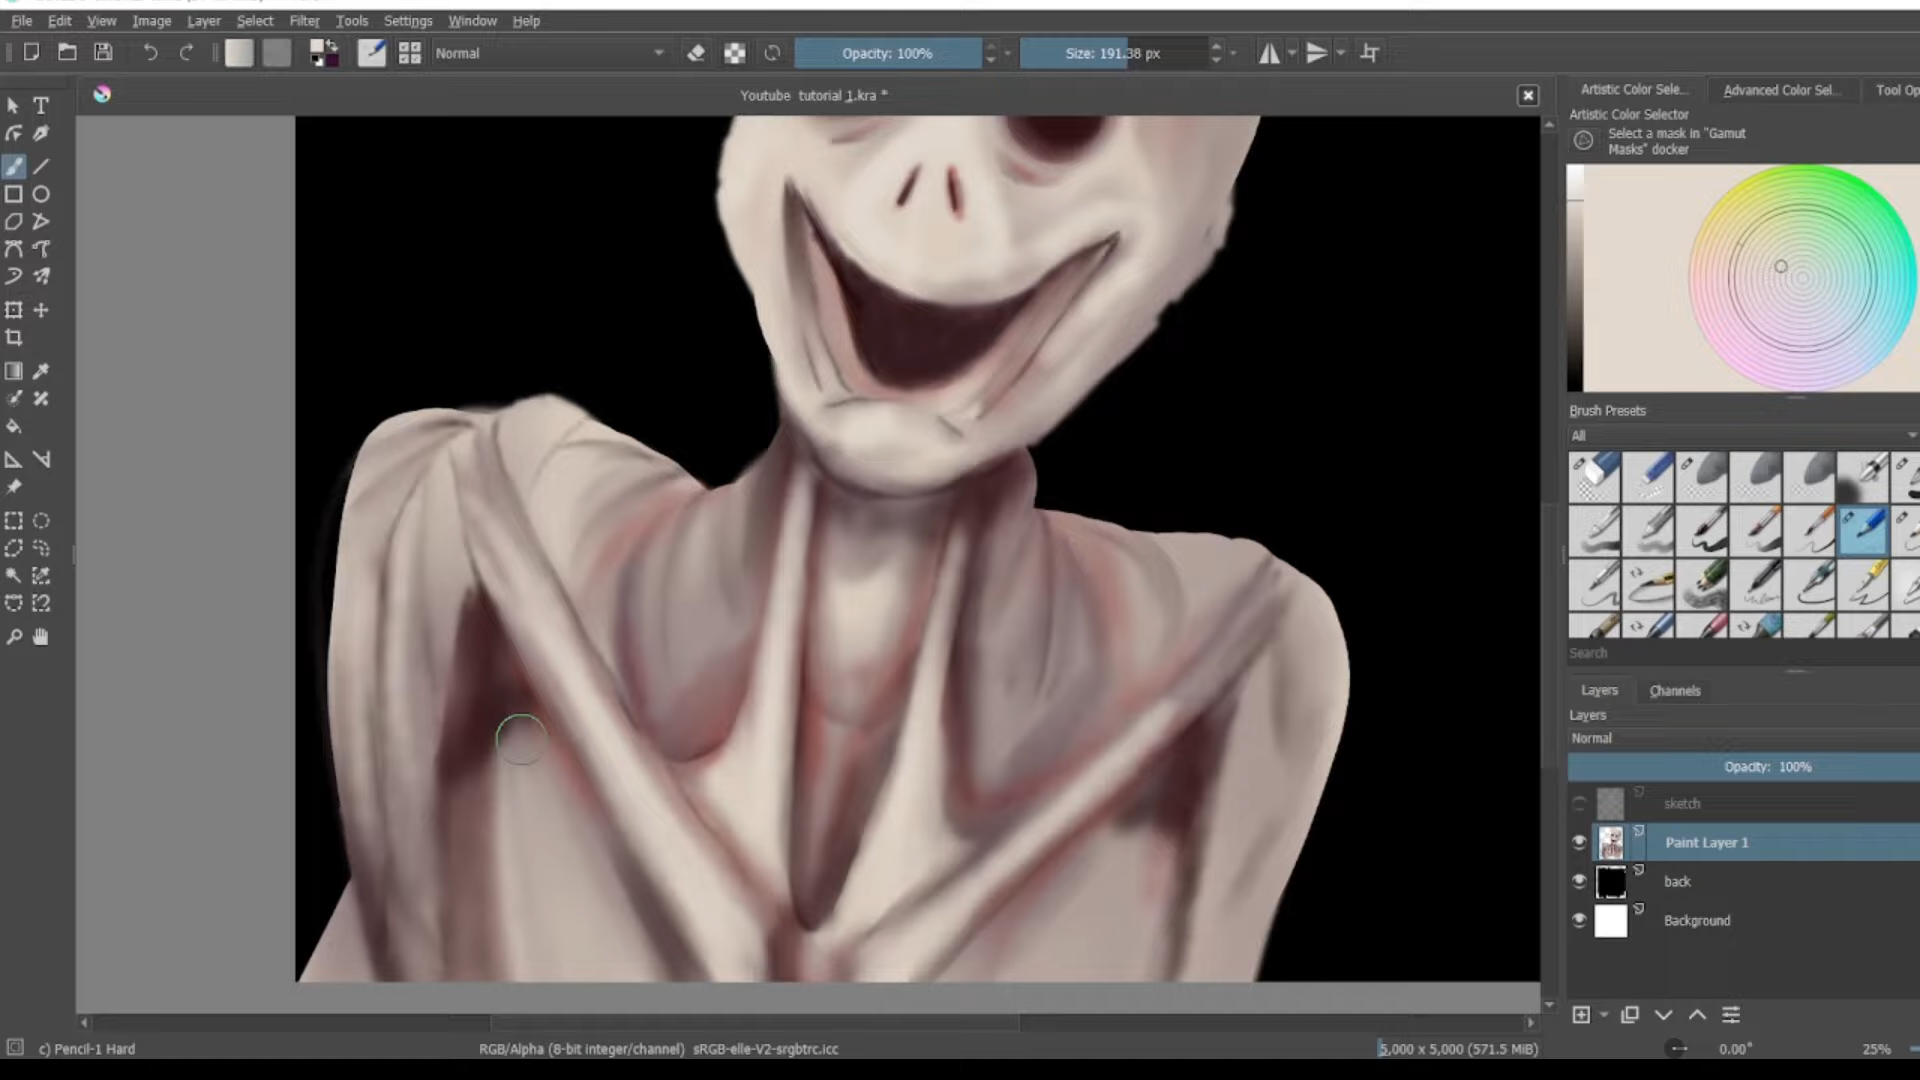 File Edit View Image Layer Select Filter Tools Settings Window Help
Normal Opacity: 100% Size: 191.38 px
Youtube tutorial 1.kra *
Artistic Color Sele... Advanced Color Sel... Tool Op
Artistic Color Selector
Select a mask in "Gamut
Masks" docker
Brush Presets
All
Search
Layers Channels
Layers
Normal
Opacity: 100%
sketch
Paint Layer 1
back
Background
c) Pencil-1 Hard RGB/Alpha (8-bit integer/channel) sRGB-elle-V2-srgbtrc.icc 5,000 x 5,000 (571.5 MiB) 0.00° 25%